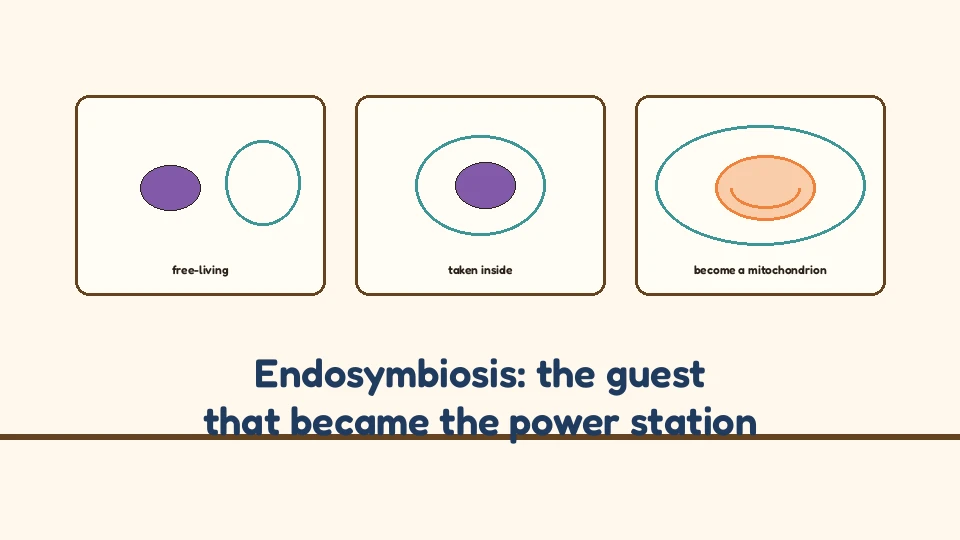 free-living
taken inside
become a mitochondrion
Endosymbiosis: the guest
that became the power station